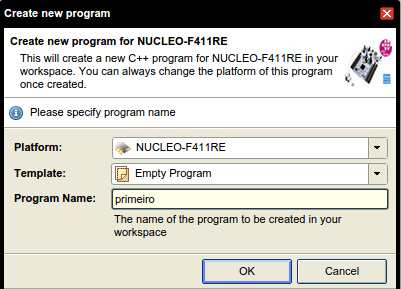 Create new program
Create new program for NUCLEO-F411RE
This will create a new C++ program for NUCLEO-F411RE in your
workspace. You can always change the platform of this program
once created.
Please specify program name
Platform: NUCLEO-F411RE
Template: Empty Program
Program Name: primeiro
The name of the program to be created in your
workspace
OK Cancel